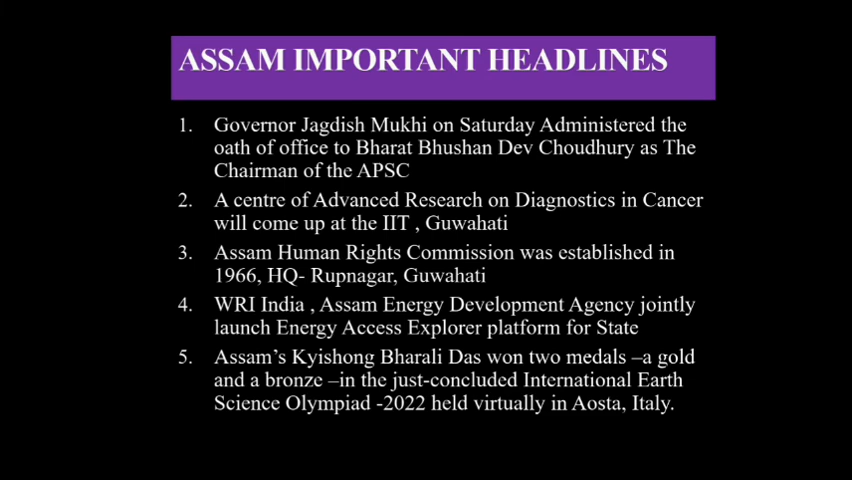 ASSAM IMPORTANT HEADLINES
1. Governor Jagdish Mukhi on Saturday Administered the
oath of office to Bharat Bhushan Dev Choudhury as The
Chairman of the APSC
2. A centre of Advanced Research on Diagnostics in Cancer
will come up at the IIT , Guwahati
3. Assam Human Rights Commission was established in
1966, HQ- Rupnagar, Guwahati
4. WRI India , Assam Energy Development Agency jointly
launch Energy Access Explorer platform for State
5. Assam’s Kyishong Bharali Das won two medals –a gold
and a bronze –in the just-concluded International Earth
Science Olympiad -2022 held virtually in Aosta, Italy.